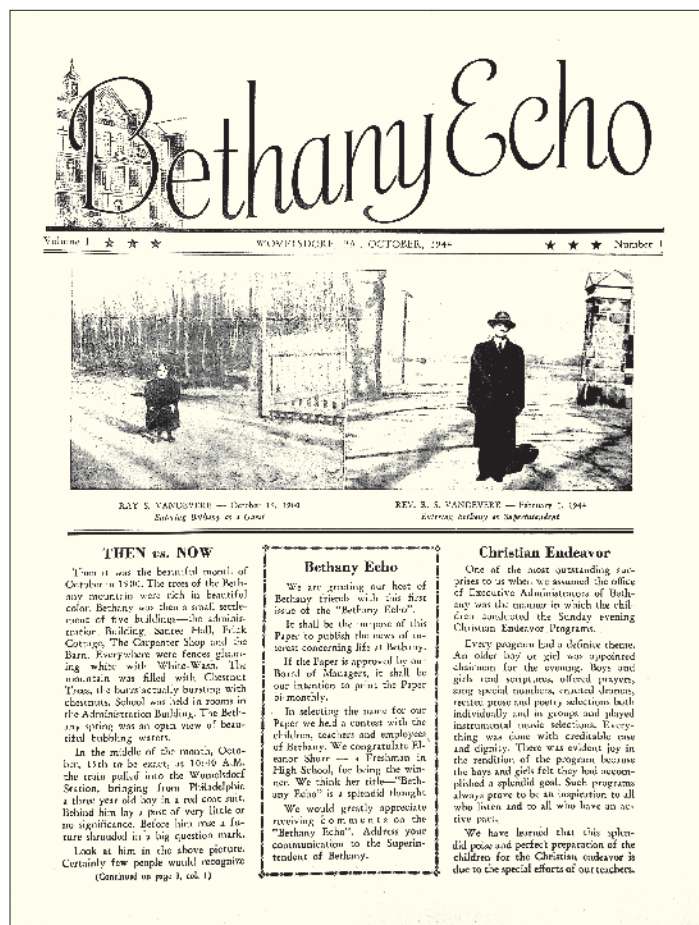 Bethany Echo
Volume 1 ★ ★ ★ WOMELSDORF, PA., OCTOBER, 1944 ★ ★ ★ Number 1
RAY S. VANDEVERE — October 15, 1900
Entering Bethany as a Guest
REV. R. S. VANDEVERE — February 1, 1944
Entering Bethany as Superintendent
THEN vs. NOW
Then it was the beautiful month of
October in 1900. The trees of the Beth-
any mountain were rich in beautiful
color. Bethany was then a small settle-
ment of five buildings—the adminis-
tration Building, Santee Hall, Frick
Cottage, The Carpenter Shop and the
Barn. Everywhere were fences gleam-
ing white with White-Wash. The
mountain was filled with Chestnut
Trees, the burrs actually bursting with
chestnuts. School was held in rooms in
the Administration Building. The Beth-
any spring was an open view of beau-
tiful bubbling waters.
In the middle of the month, Octo-
ber, 15th to be exact, at 10:40 A.M.
the train pulled into the Womelsdorf
Station, bringing from Philadelphia
a three year old boy in a red coat suit.
Behind him lay a past of very little or
no significance. Before him was a fu-
ture shrouded in a big question mark.
Look at him in the above picture.
Certainly few people would recognize
(Continued on page 3, col. 1)
Bethany Echo
We are greeting our host of
Bethany friends with this first
issue of the "Bethany Echo".
It shall be the purpose of this
Paper to publish the news of in-
terest concerning life at Bethany.
If the Paper is approved by our
Board of Managers, it shall be
our intention to print the Paper
bi-monthly.
In selecting the name for our
Paper we held a contest with the
children, teachers and employees
of Bethany. We congratulate El-
eanor Shurr — a Freshman in
High School, for being the win-
ner. We think her title—"Beth-
any Echo" is a splendid thought
We would greatly appreciate
receiving comments on the
"Bethany Echo". Address your
communication to the Superin-
tendent of Bethany.
Christian Endeavor
One of the most outstanding sur-
prises to us when we assumed the office
of Executive Administrators of Beth-
any was the manner in which the chil-
dren conducted the Sunday evening
Christian Endeavor Programs.
Every program had a definite theme.
An older boy or girl was appointed
chairman for the evening. Boys and
girls read scriptures, offered prayers,
sang special numbers, enacted dramas,
recited prose and poetry selections both
individually and in groups and played
instrumental music selections. Every-
thing was done with creditable ease
and dignity. There was evident joy in
the rendition of the program because
the boys and girls felt they had accom-
plished a splendid goal. Such programs
always prove to be an inspiration to all
who listen and to all who have an ac-
tive part.
We have learned that this splen-
did poise and perfect preparation of the
children for the Christian endeavor is
due to the special efforts of our teachers.